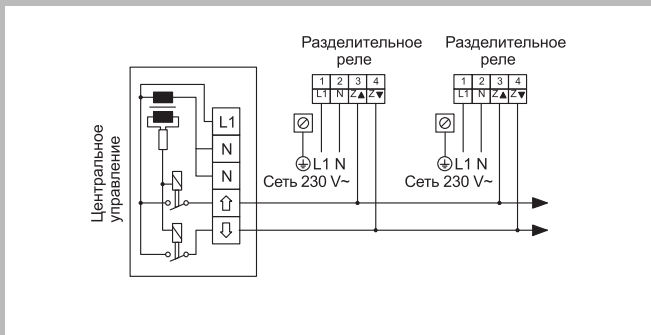 Разделительное
реле
Разделительное
реле
1 2 3 4
L1 N Z▲ Z▼
1 2 3 4
L1 N Z▲ Z▼
Центральное
управление
L1
N
N
L1 N
Сеть 230 V~
L1 N
Сеть 230 V~